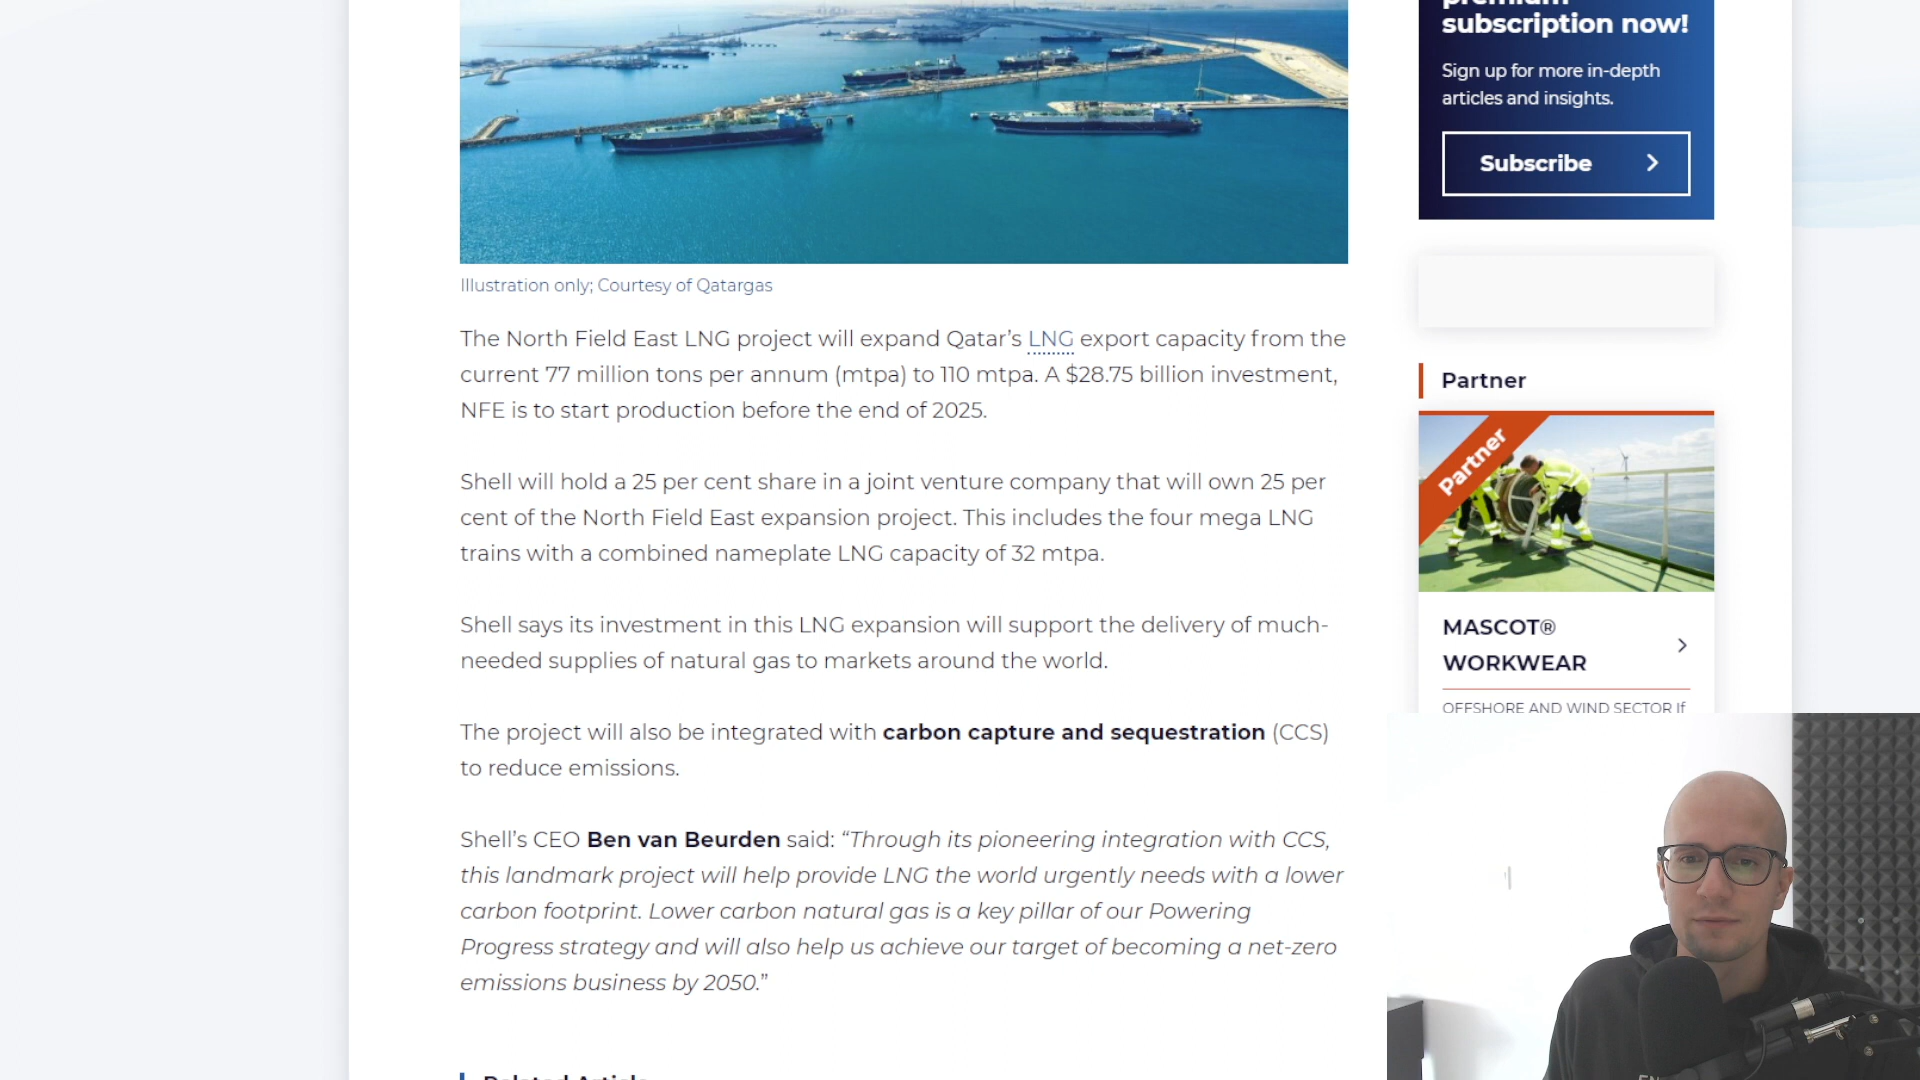 premium
subscription now!
Sign up for more in-depth
articles and insights.
Subscribe
Illustration only; Courtesy of Qatargas
The North Field East LNG project will expand Qatar’s LNG export capacity from the
current 77 million tons per annum (mtpa) to 110 mtpa. A $28.75 billion investment,
NFE is to start production before the end of 2025.
Shell will hold a 25 per cent share in a joint venture company that will own 25 per
cent of the North Field East expansion project. This includes the four mega LNG
trains with a combined nameplate LNG capacity of 32 mtpa.
Shell says its investment in this LNG expansion will support the delivery of much-
needed supplies of natural gas to markets around the world.
The project will also be integrated with carbon capture and sequestration (CCS)
to reduce emissions.
Shell’s CEO Ben van Beurden said: “Through its pioneering integration with CCS,
this landmark project will help provide LNG the world urgently needs with a lower
carbon footprint. Lower carbon natural gas is a key pillar of our Powering
Progress strategy and will also help us achieve our target of becoming a net-zero
emissions business by 2050.”
Related Article
Partner
Partner
MASCOT®
WORKWEAR
OFFSHORE AND WIND SECTOR If